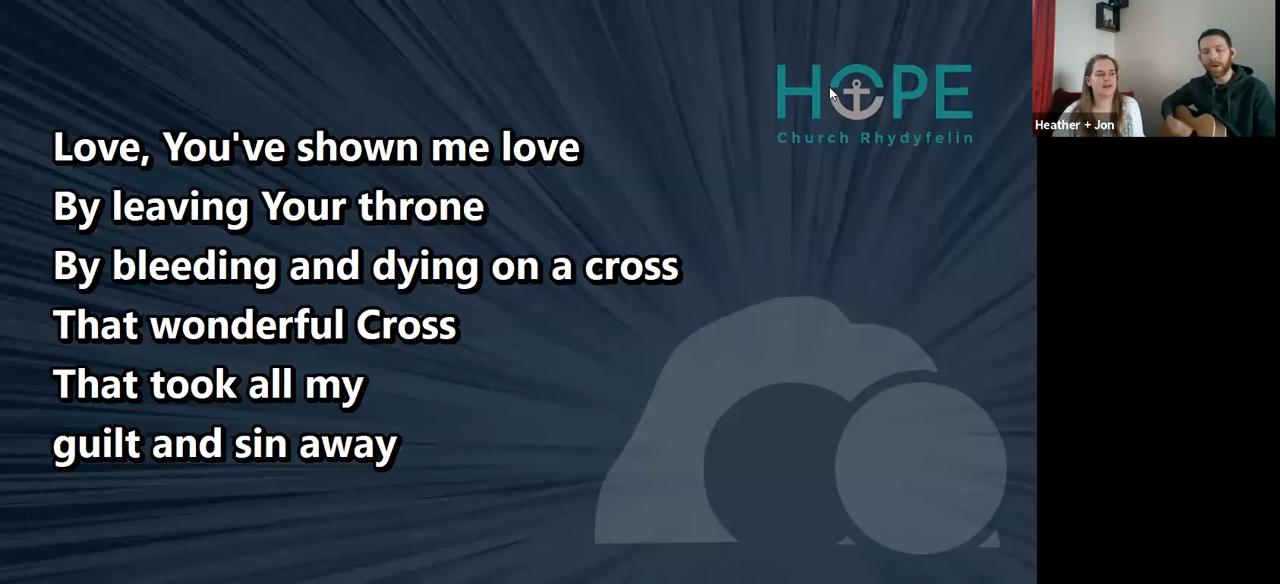 HOPE
Church Rhydyfelin
Heather + Jon
Love, You've shown me love
By leaving Your throne
By bleeding and dying on a cross
That wonderful Cross
That took all my
guilt and sin away